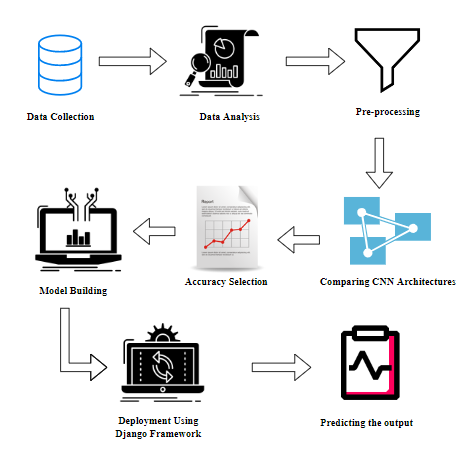 Data Collection
Data Analysis
Pre-processing
Report
Model Building
Accuracy Selection
Comparing CNN Architectures
Deployment Using
Django Framework
Predicting the output